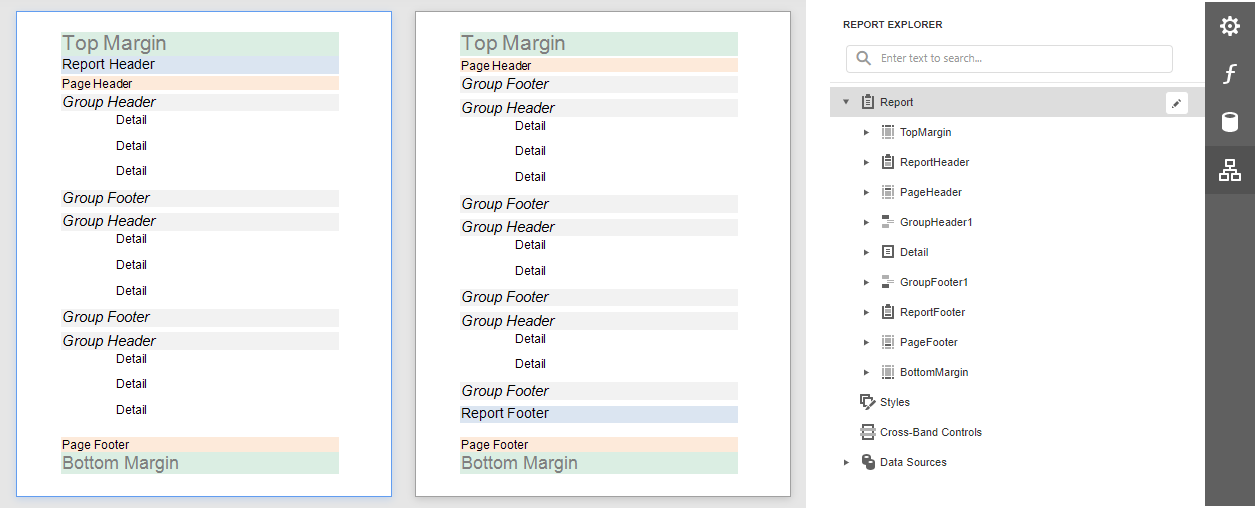 Top Margin
Report Header
Page Header
Group Header
Detail
Detail
Detail
Group Footer
Group Header
Detail
Detail
Detail
Group Footer
Group Header
Detail
Detail
Detail
Page Footer
Bottom Margin
Top Margin
Page Header
Group Footer
Group Header
Detail
Detail
Detail
Group Footer
Group Header
Detail
Detail
Group Footer
Group Header
Detail
Detail
Group Footer
Report Footer
Page Footer
Bottom Margin
REPORT EXPLORER
Enter text to search...
Report
TopMargin
ReportHeader
PageHeader
GroupHeader1
Detail
GroupFooter1
ReportFooter
PageFooter
BottomMargin
Styles
Cross-Band Controls
Data Sources